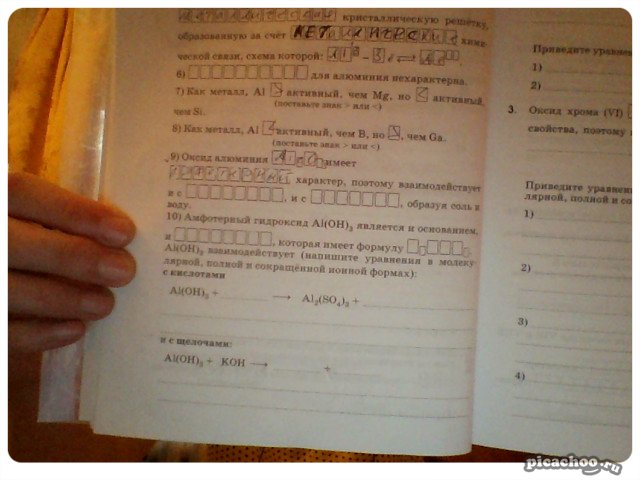 кристаллическую решётку,
образованную за счёт МЕТАЛЛИЧЕСКИХ хими-
ческой связи, схема которой:
6) для алюминия нехарактерна.
7) Как металл, Al > активный, чем Mg, но < активный,
(поставьте знак > или <)
чем Si.
8) Как металл, Al < активный, чем B, но , чем Ga.
(поставьте знак > или <)
9) Оксид алюминия имеет
характер, поэтому взаимодействует
и с , и с , образуя соль и
воду.
10) Амфотерный гидроксид Al(OH)₃ является и основанием,
и , которая имеет формулу
Al(OH)₃ взаимодействует (напишите уравнения в молеку-
лярной, полной и сокращённой ионной формах):
с кислотами
Al(OH)₃ + → Al₂(SO₄)₃ +
и с щелочами:
Al(OH)₃ + KOH → +
Приведите уравне
1)
2)
3. Оксид хрома (VI)
свойства, поэтому
Приведите уравнен
лярной, полной и со
1)
2)
3)
4)
picachoo.ru